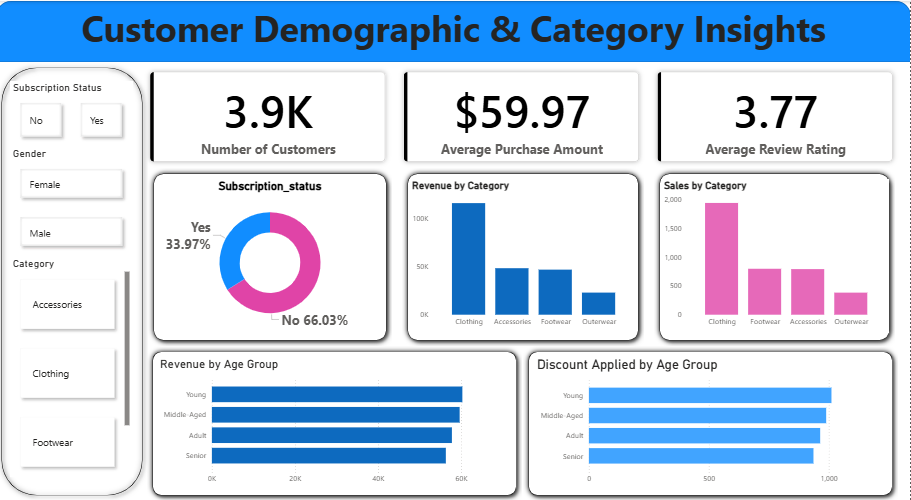 Customer Demographic & Category Insights
Subscription Status
No
Yes
Gender
Female
Male
Category
Accessories
Clothing
Footwear
3.9K
Number of Customers
$59.97
Average Purchase Amount
3.77
Average Review Rating
Subscription_status
Yes
33.97%
No 66.03%
Revenue by Category
100K
50K
0K
Clothing
Accessories
Footwear
Outerwear
Sales by Category
2,000
1,500
1,000
500
0
Clothing
Footwear
Accessories
Outerwear
Revenue by Age Group
Young
Middle-Aged
Adult
Senior
0K
20K
40K
60K
Discount Applied by Age Group
Young
Middle-Aged
Adult
Senior
0
500
1,000